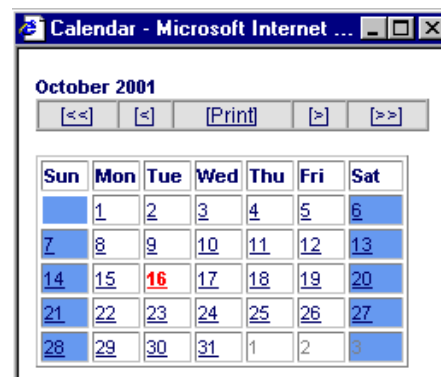 Calendar - Microsoft Internet ...
October 2001
[<<] [<] [Print] [>] [>>]
Sun Mon Tue Wed Thu Fri Sat
1 2 3 4 5 6
7 8 9 10 11 12 13
14 15 16 17 18 19 20
21 22 23 24 25 26 27
28 29 30 31 1 2 3